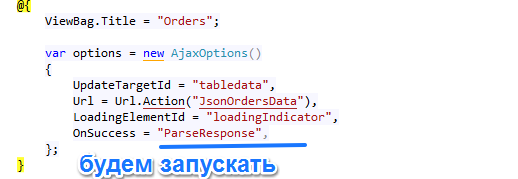 @{
ViewBag.Title = "Orders";
var options = new AjaxOptions()
{
UpdateTargetId = "tabledata",
Url = Url.Action("JsonOrdersData"),
LoadingElementId = "loadingIndicator",
OnSuccess = "ParseResponse",
};
будем запускать
}